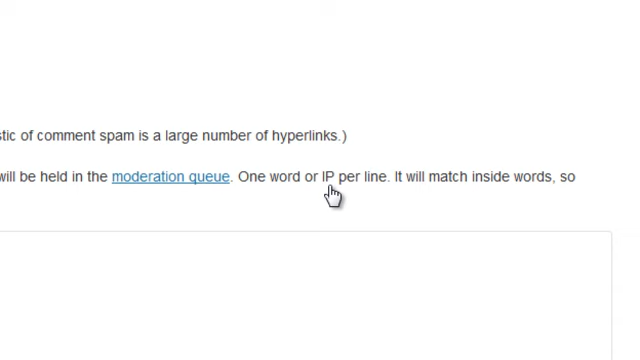 stic of comment spam is a large number of hyperlinks.)
will be held in the moderation queue. One word or IP per line. It will match inside words, so